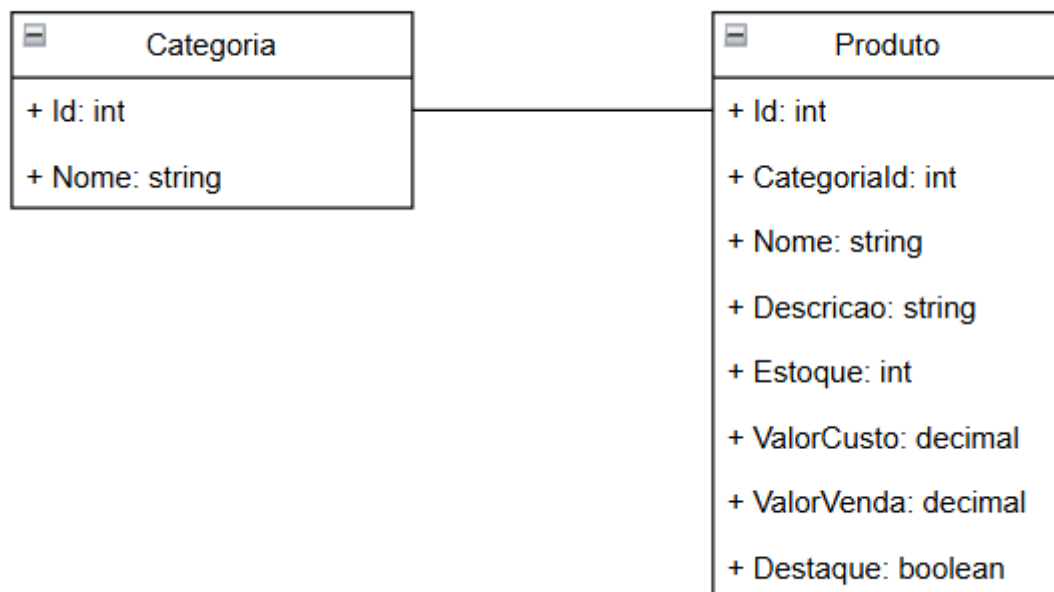 Categoria
+ Id: int
+ Nome: string
Produto
+ Id: int
+ CategoriaId: int
+ Nome: string
+ Descricao: string
+ Estoque: int
+ ValorCusto: decimal
+ ValorVenda: decimal
+ Destaque: boolean